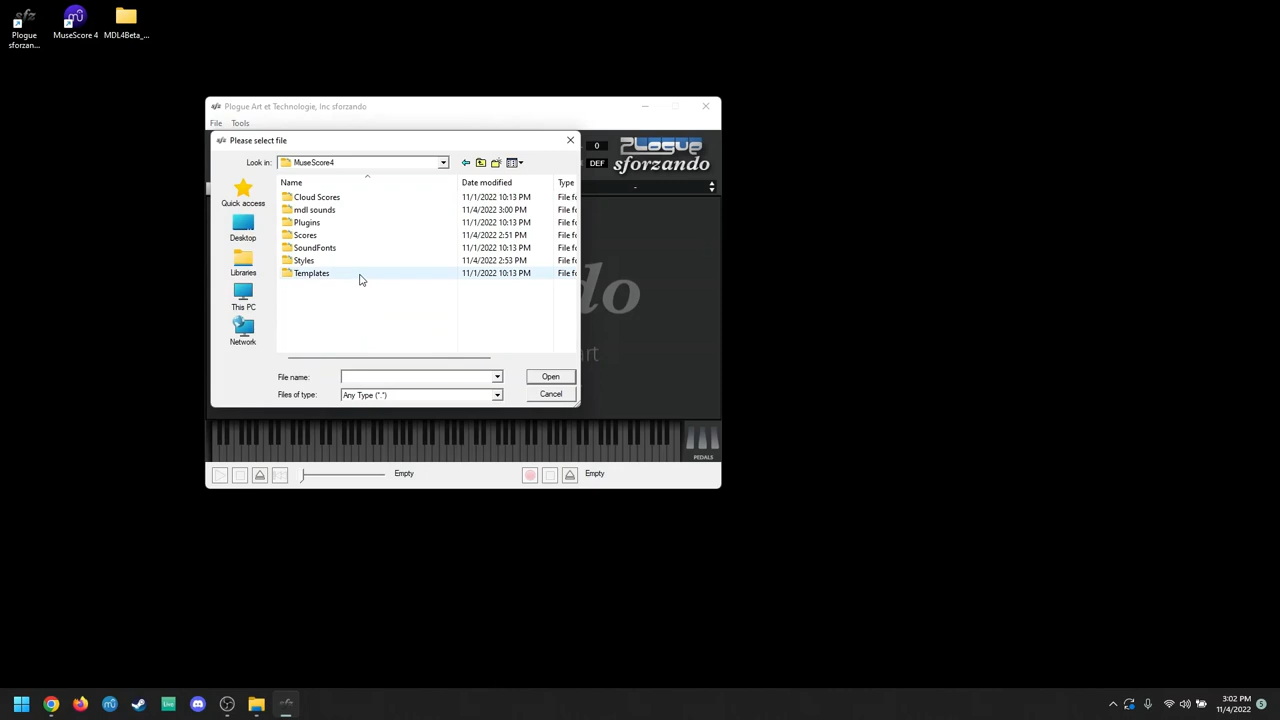 Plogue
sforzan...
MuseScore 4
MDL4Beta_...
Plogue Art et Technologie, Inc sforzando
File Tools
Please select file
Look in: MuseScore4
0
DEF
PLOGUE
sforzando
-
Name Date modified Type
Quick access
Desktop
Libraries
This PC
Network
Cloud Scores 11/1/2022 10:13 PM File fo
mdl sounds 11/4/2022 3:00 PM File fo
Plugins 11/1/2022 10:13 PM File fo
Scores 11/4/2022 2:51 PM File fo
SoundFonts 11/1/2022 10:13 PM File fo
Styles 11/4/2022 2:53 PM File fo
Templates 11/1/2022 10:13 PM File fo
do
art
File name: Open
Files of type: Any Type (*.*) Cancel
PEDALS
Empty
Empty
Live
3:02 PM
11/4/2022
5